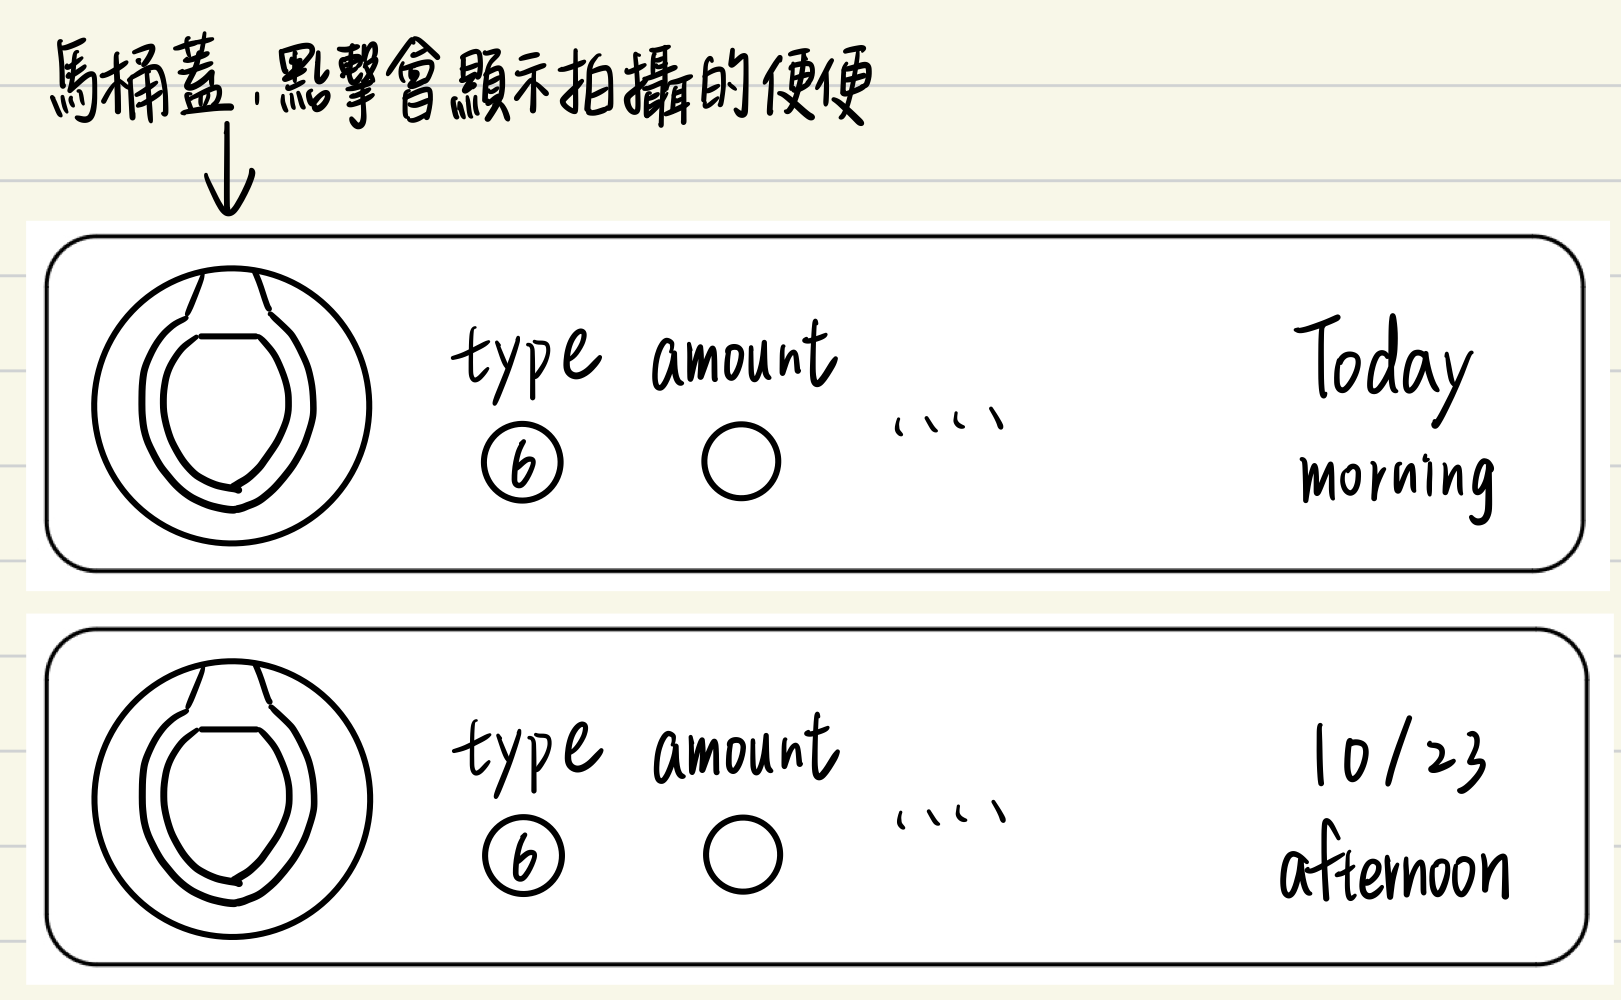 馬桶蓋,點擊會顯示拍攝的便便
type amount Today
6 morning
type amount 10/23
6 afternoon